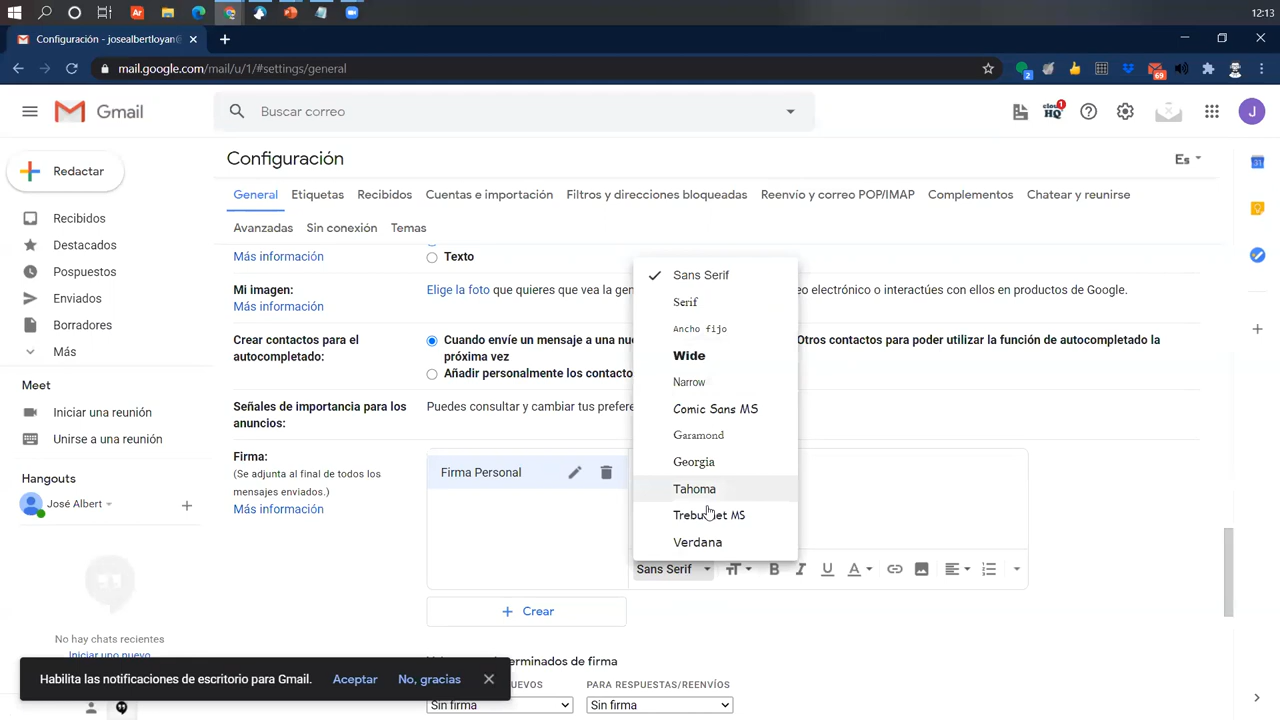 12:13
Configuración - josealbertloyan@
mail.google.com/mail/u/1/#settings/general
2
69
Gmail
Buscar correo
HQ
1
J
Redactar
Recibidos
Destacados
Pospuestos
Enviados
Borradores
Más
Meet
Iniciar una reunión
Unirse a una reunión
Hangouts
José Albert
No hay chats recientes
Iniciar uno nuevo
Configuración
Es
General
Etiquetas
Recibidos
Cuentas e importación
Filtros y direcciones bloqueadas
Reenvío y correo POP/IMAP
Complementos
Chatear y reunirse
Avanzadas
Sin conexión
Temas
Más información
Texto
Mi imagen:
Más información
Elige la foto que quieres que vea la
eo electrónico o interactúes con ellos en productos de Google.
Crear contactos para el autocompletado:
Cuando envíe un mensaje a una
Otros contactos para poder utilizar la función de autocompletado la
próxima vez
Añadir personalmente los
Señales de importancia para los anuncios:
Puedes consultar y cambiar tus
Firma:
(Se adjunta al final de todos los
mensajes enviados.)
Más información
Firma Personal
Sans Serif
Serif
Ancho fijo
Wide
Narrow
Comic Sans MS
Garamond
Georgia
Tahoma
Trebuchet MS
Verdana
Sans Serif
Crear
de firma
PARA RESPUESTAS/REENVÍOS
Sin firma
Sin firma
Habilita las notificaciones de escritorio para Gmail.
Aceptar
No, gracias